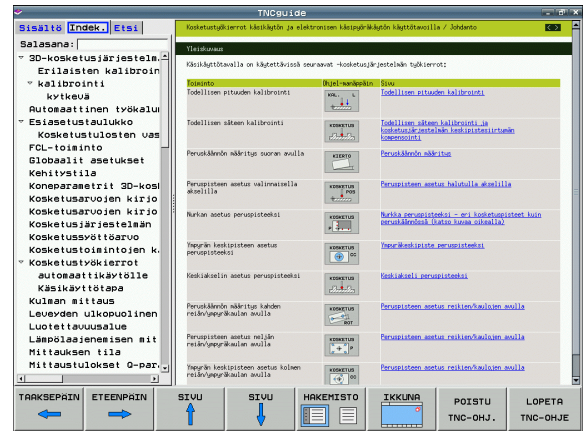 TNCguide
Sisältö Indek. Etsi
Salasana:
3D-kosketusjärjestelm.
Erilaisten kalibroin
kalibrointi
kytkevä
Automaattinen työkalu
Esiasetustaulukko
Kosketustulosten vas
FCL-toiminto
Globaalit asetukset
Kehitystila
Koneparametrit 3D-kosk
Kosketusarvojen kirjo
Kosketusarvojen kirjo
Kosketusjärjestelmän
Kosketussyöttöarvo
Kosketustoimintojen k.
Kosketustyökierrot
automaattikäytölle
Käsikäyttötapa
Kulman mittaus
Leveyden ulkopuolinen
Luotettavuusalue
Lämpölaajenemisen mit
Mittauksen tila
Mittaustulokset Q-par.
Kosketustyökierrot käsikäytön ja elektronisen käsipyöräkäytön käyttötavoilla / Johdanto
Yleiskuvaus
Käsikäyttötavalla on käytettävissä seuraavat -kosketusjärjestelmän työkierrot:
Toiminto Ohjel-manäppäin Sivu
Todellisen pituuden kalibrointi KAL. L Todellisen pituuden kalibrointi
Todellisen säteen kalibrointi KOSKETUS Todellisen säteen kalibrointi ja
kosketusjärjestelmän keskipistesiirtymän
kompensointi
Peruskäännön määritys suoran avulla KIERTO Peruskäännön määritys
Peruspisteen asetus valinnaisella
akselilla KOSKETUS POS Peruspisteen asetus halutulla akselilla
Nurkan asetus peruspisteeksi KOSKETUS P Nurkka peruspisteeksi - eri kosketuspisteet kuin
peruskäännössä (katso kuvaa oikealla)
Ympyrän keskipisteen asetus
peruspisteeksi KOSKETUS CC Ympyräkeskipiste peruspisteeksi
Keskiakselin asetus peruspisteeksi KOSKETUS Keskiakseli peruspisteeksi
Peruskäännön määritys kahden
reiän/ympyräkaulan avulla KOSKETUS ROT Peruspisteen asetus reikien/kaulojen avulla
Peruspisteen asetus neljän
reiän/ympyräkaulan avulla KOSKETUS P Peruspisteen asetus reikien/kaulojen avulla
Ympyrän keskipisteen asetus kolmen
reiän/ympyräkaulan avulla KOSKETUS CC Peruspisteen asetus reikien/kaulojen avulla
TAAKSEPÄIN ETEENPÄIN SIVU SIVU HAKEMISTO IKKUNA POISTU
TNC-OHJ. LOPETA
TNC-OHJE